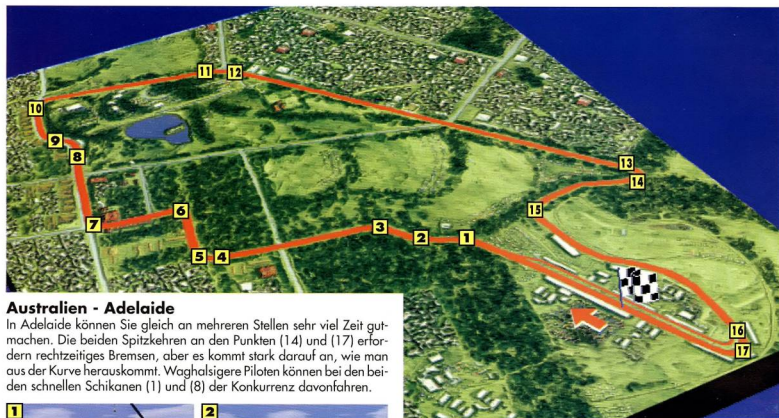 11 12
10
13
9
8
14
6
15
7
3
2 1
5 4
Australien - Adelaide
In Adelaide können Sie gleich an mehreren Stellen sehr viel Zeit gut-
machen. Die beiden Spitzkehren an den Punkten (14) und (17) erfor-
dern rechtzeitiges Bremsen, aber es kommt stark darauf an, wie man
aus der Kurve herauskommt. Waghalsigere Piloten können bei den bei-
den schnellen Schikanen (1) und (8) der Konkurrenz davonfahren.
16
17
1 2